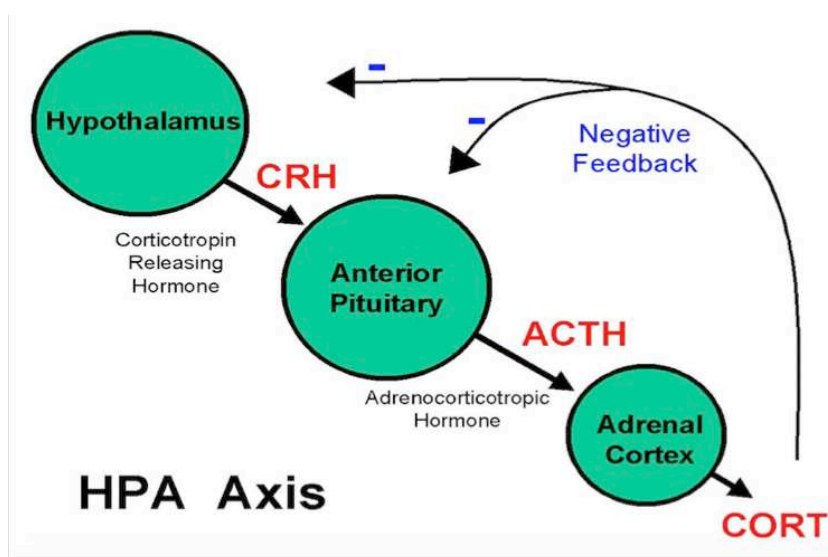 Hypothalamus
-
-
Negative
Feedback
CRH
Corticotropin
Releasing
Hormone
Anterior
Pituitary
ACTH
Adrenocorticotropic
Hormone
Adrenal
Cortex
CORT
HPA Axis